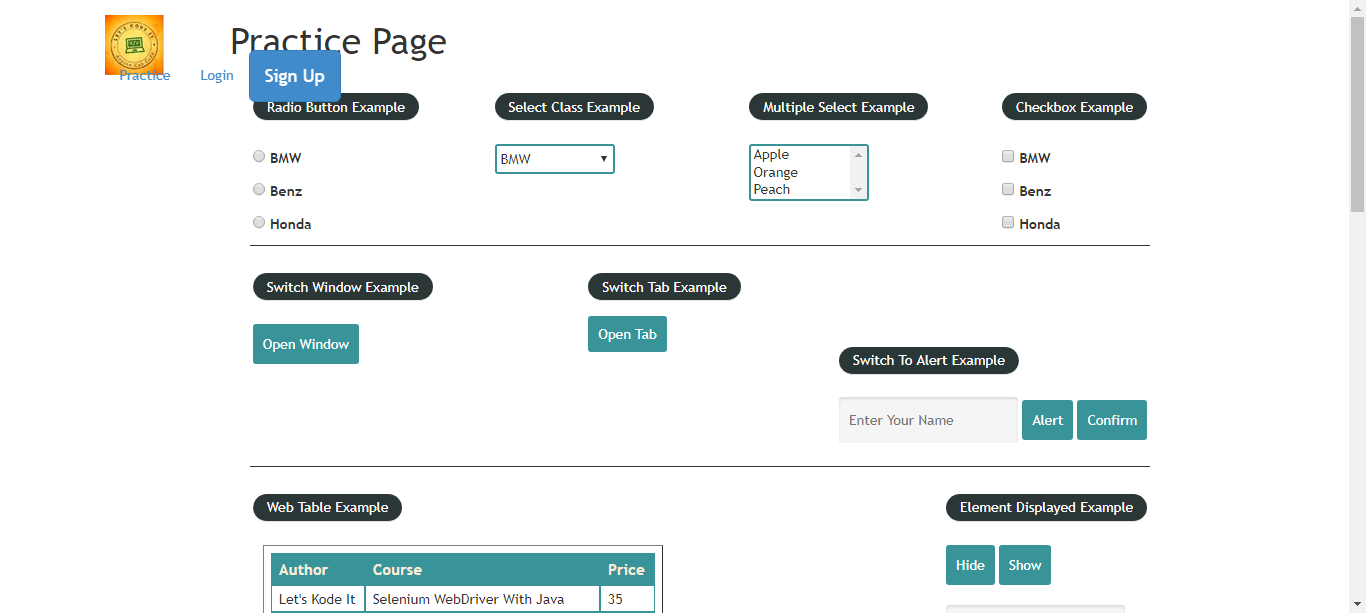 Practice Page
Practice Login Sign Up
Radio Button Example
BMW
Benz
Honda
Select Class Example
BMW
Multiple Select Example
Apple
Orange
Peach
Checkbox Example
BMW
Benz
Honda
Switch Window Example
Open Window
Switch Tab Example
Open Tab
Switch To Alert Example
Enter Your Name Alert Confirm
Web Table Example
Author Course Price
Let's Kode It Selenium WebDriver With Java 35
Element Displayed Example
Hide Show